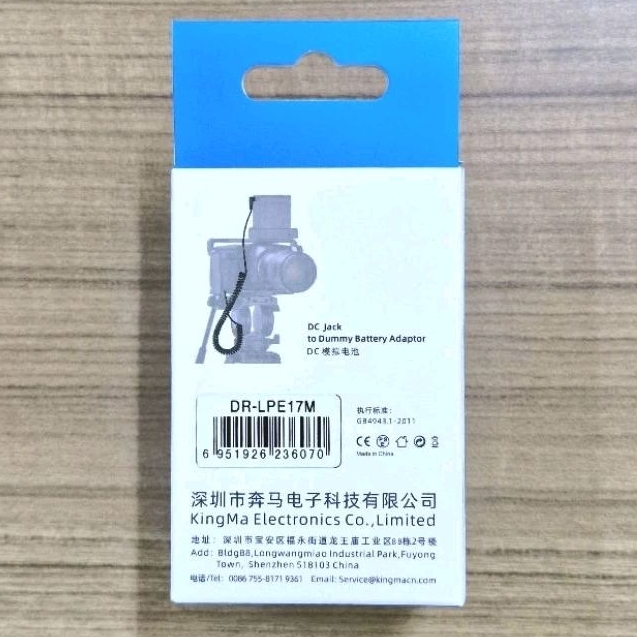 DC Jack
to Dummy Battery Adaptor
DC 模拟电池
DR-LPE17M
6 951926 236070
执行标准:
GB4943.1-2011
CE
Made in China
深圳市奔马电子科技有限公司
KingMa Electronics Co.,Limited
地址: 深圳市宝安区福永街道龙王庙工业区B8栋2号楼
Add: BldgB8,Longwangmiao Industrial Park,Fuyong
Town, Shenzhen 518103 China
电话/Tel: 0086 755-8171 9361 Email: Service@kingmacn.com